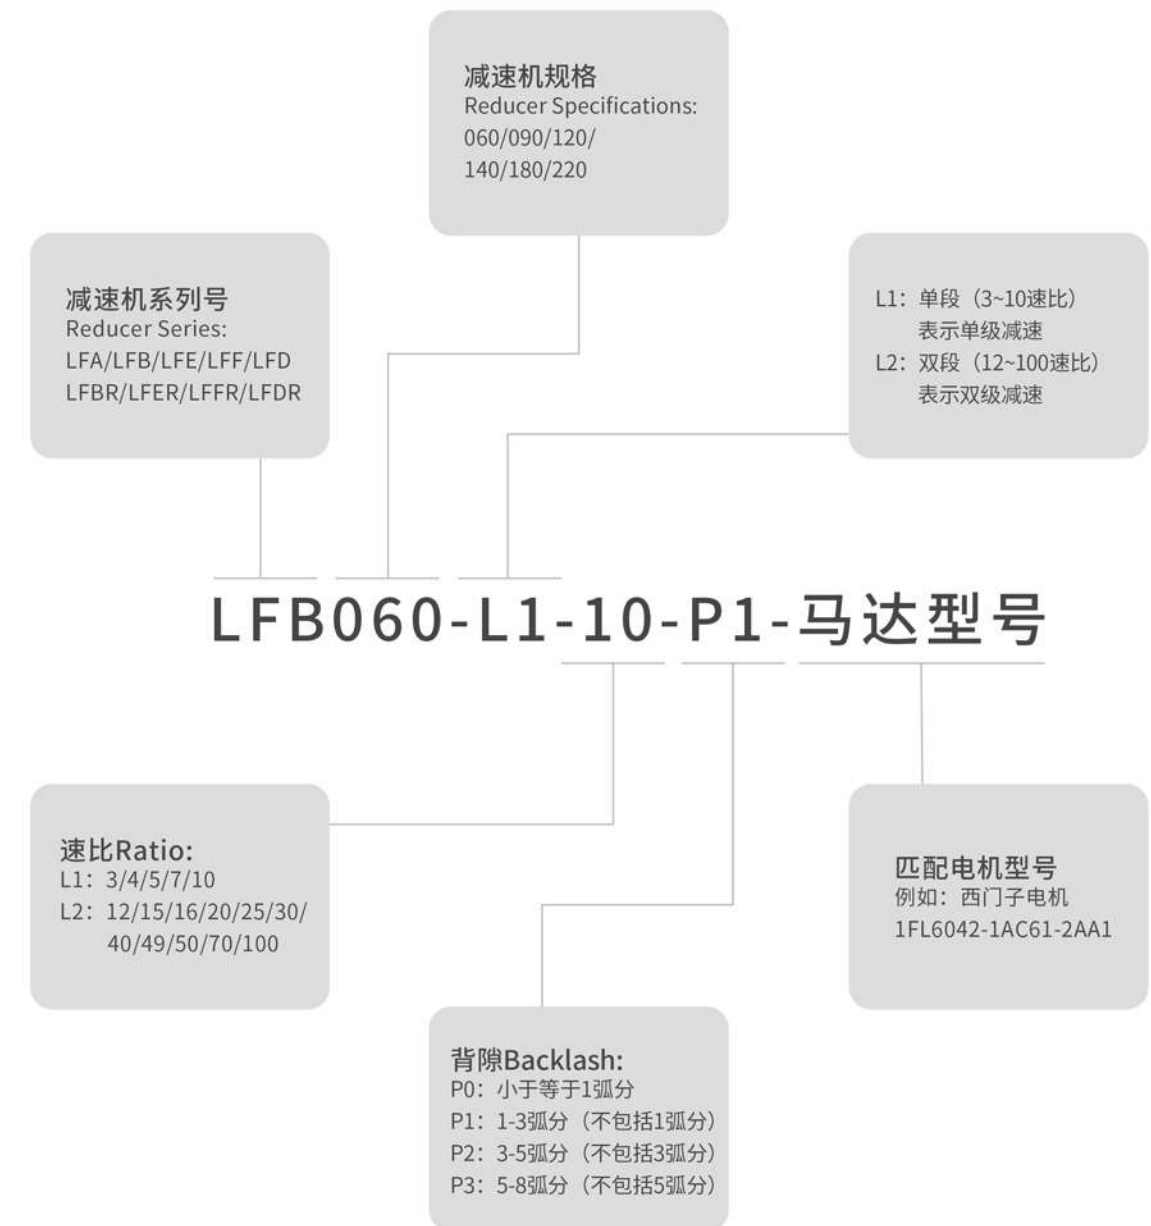 减速机规格
Reducer Specifications:
060/090/120/
140/180/220
减速机系列号
Reducer Series:
LFA/LFB/LFE/LFF/LFD
LFBR/LFER/LFFR/LFDR
L1：单段（3~10速比）
表示单级减速
L2：双段（12~100速比）
表示双级减速
LFB060-L1-10-P1-马达型号
速比Ratio:
L1：3/4/5/7/10
L2：12/15/16/20/25/30/
40/49/50/70/100
匹配电机型号
例如：西门子电机
1FL6042-1AC61-2AA1
背隙Backlash:
P0：小于等于1弧分
P1：1-3弧分（不包括1弧分）
P2：3-5弧分（不包括3弧分）
P3：5-8弧分（不包括5弧分）